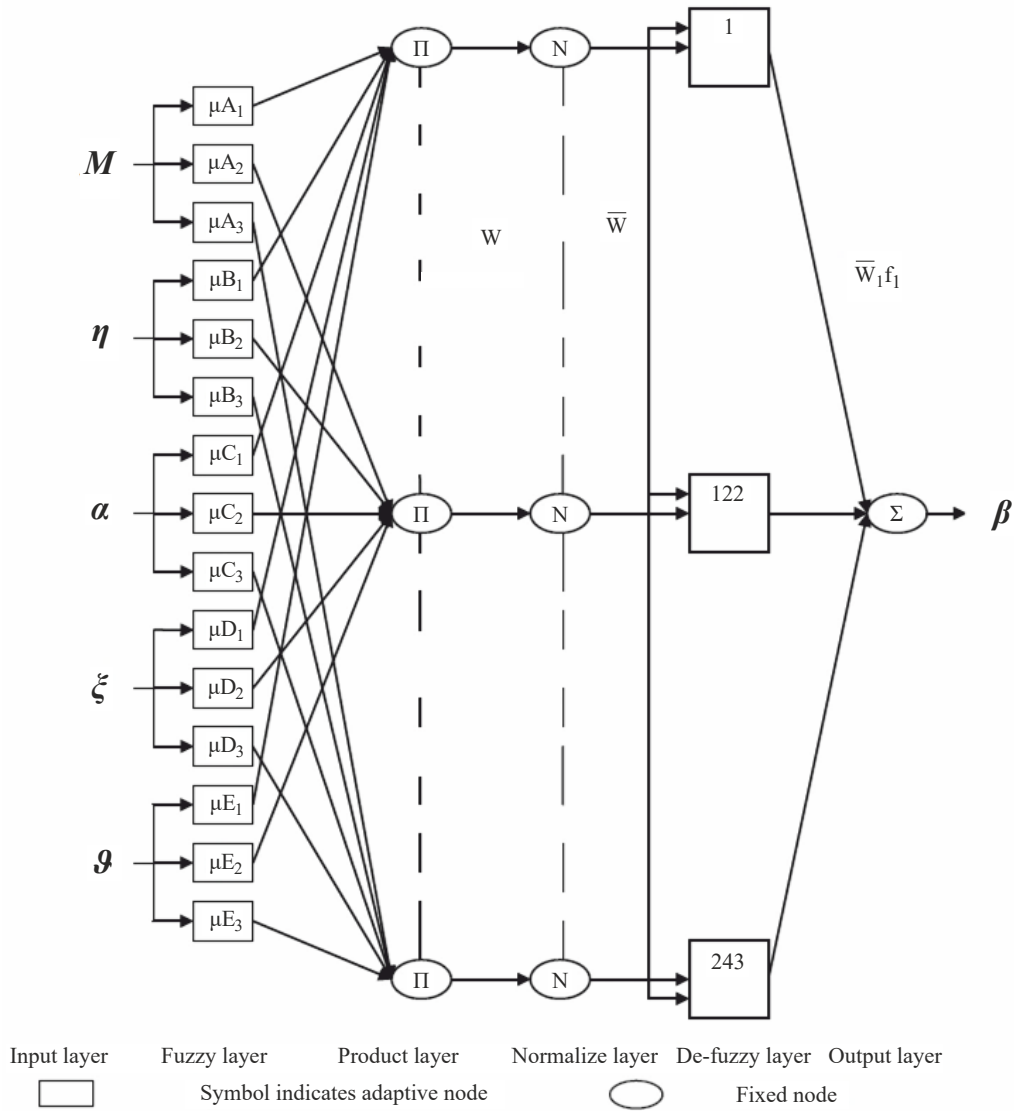 1
Π
N
μA₁
M
μA₂
μA₃
W
W̅
W̅₁f₁
μB₁
η
μB₂
μB₃
μC₁
α
μC₂
Π
N
122
Σ
β
μC₃
μD₁
ξ
μD₂
μD₃
μE₁
ϑ
μE₂
μE₃
Π
N
243
Input layer Fuzzy layer Product layer Normalize layer De-fuzzy layer Output layer
Symbol indicates adaptive node Fixed node